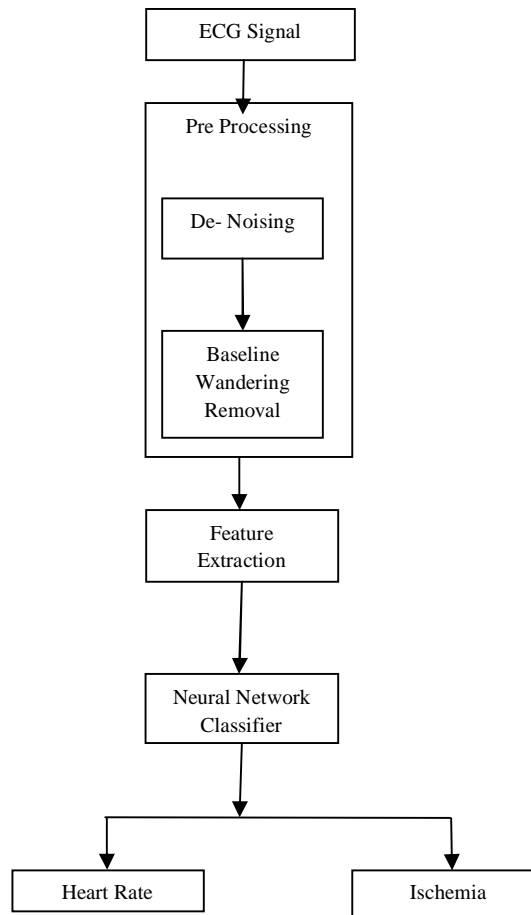 ECG Signal
Pre Processing
De- Noising
Baseline
Wandering
Removal
Feature
Extraction
Neural Network
Classifier
Heart Rate
Ischemia